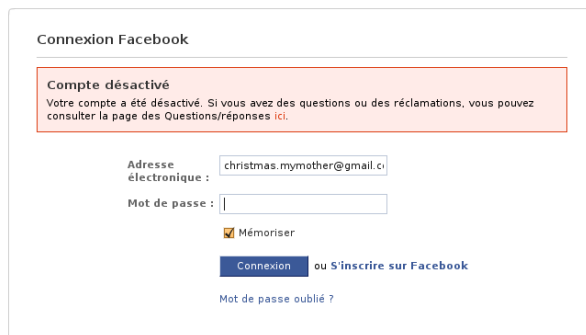 Connexion Facebook
Compte désactivé
Votre compte a été désactivé. Si vous avez des questions ou des réclamations, vous pouvez
consulter la page des Questions/réponses ici.
Adresse
électronique :
christmas.mymother@gmail.c
Mot de passe :
Mémoriser
Connexion ou S'inscrire sur Facebook
Mot de passe oublié ?